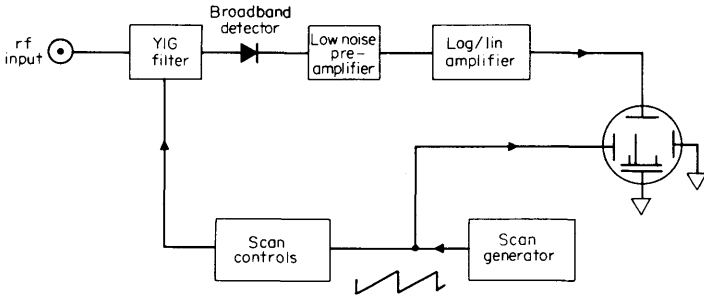 Broadband
detector
rf
input
YIG
filter
Low noise
pre-
amplifier
Log/lin
amplifier
Scan
controls
Scan
generator